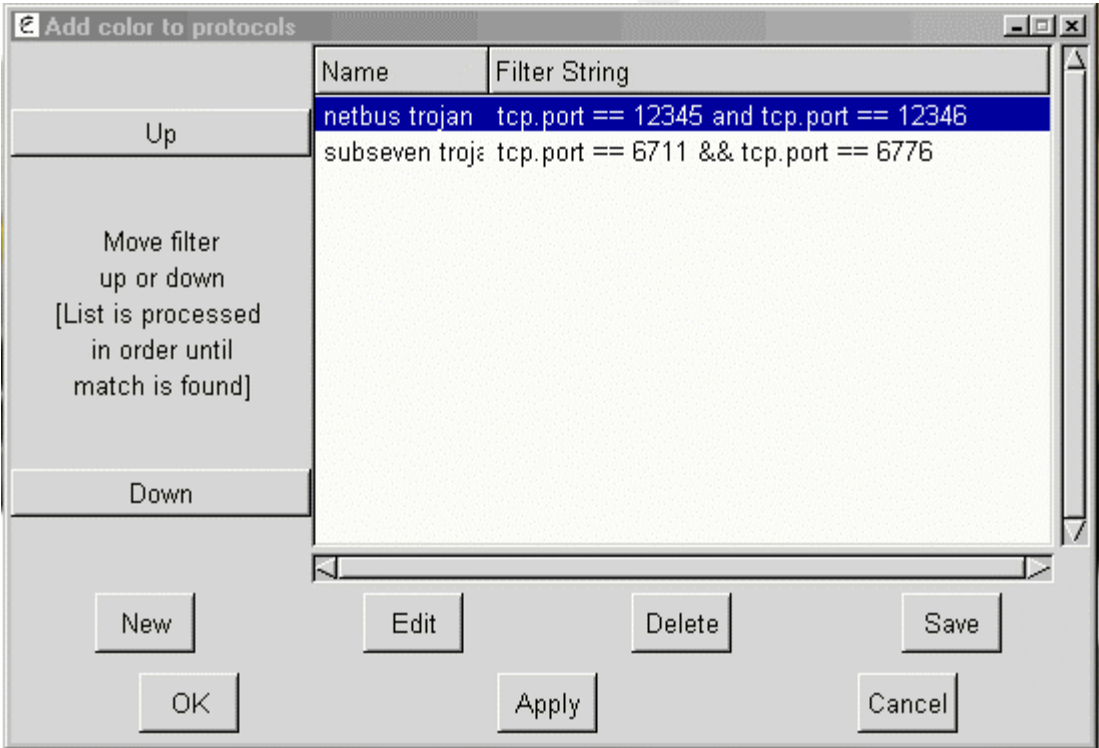 Add color to protocols
Name Filter String
netbus trojan tcp.port == 12345 and tcp.port == 12346
subseven troja tcp.port == 6711 && tcp.port == 6776
Up
Move filter
up or down
[List is processed
in order until
match is found]
Down
New Edit Delete Save
OK Apply Cancel